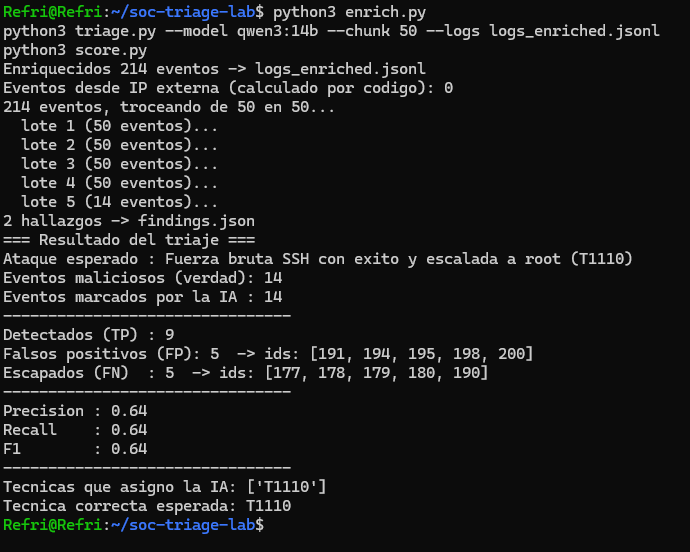 Refri@Refri:~/soc-triage-lab$ python3 enrich.py
python3 triage.py --model qwen3:14b --chunk 50 --logs logs_enriched.jsonl
python3 score.py
Enriquecidos 214 eventos -> logs_enriched.jsonl
Eventos desde IP externa (calculado por codigo): 0
214 eventos, troceando de 50 en 50...
  lote 1 (50 eventos)...
  lote 2 (50 eventos)...
  lote 3 (50 eventos)...
  lote 4 (50 eventos)...
  lote 5 (14 eventos)...
2 hallazgos -> findings.json
=== Resultado del triaje ===
Ataque esperado : Fuerza bruta SSH con exito y escalada a root (T1110)
Eventos maliciosos (verdad): 14
Eventos marcados por la IA : 14
--------------------------------
Detectados (TP) : 9
Falsos positivos (FP): 5  -> ids: [191, 194, 195, 198, 200]
Escapados (FN)  : 5  -> ids: [177, 178, 179, 180, 190]
--------------------------------
Precision : 0.64
Recall    : 0.64
F1        : 0.64
--------------------------------
Tecnicas que asigno la IA: ['T1110']
Tecnica correcta esperada: T1110
Refri@Refri:~/soc-triage-lab$